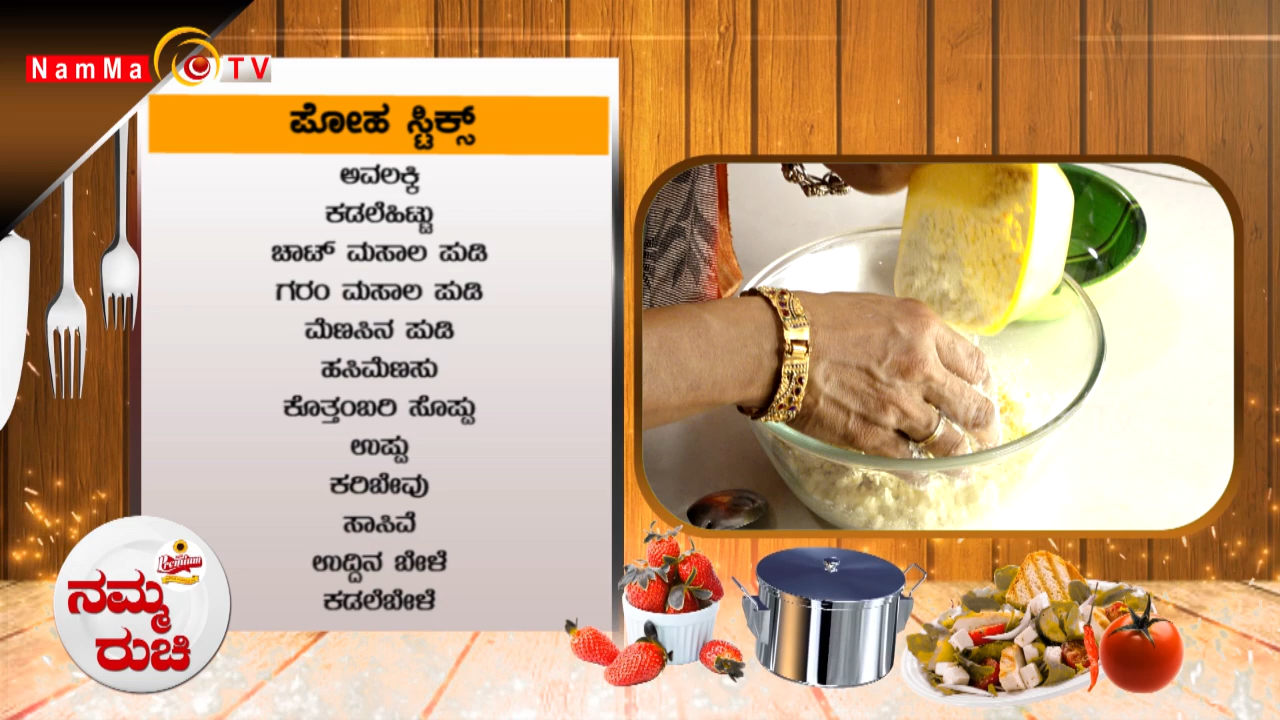 NamMa TV
ಪೋಹ ಸ್ಟಿಕ್ಸ್
ಅವಲಕ್ಕಿ
ಕಡಲೆಹಿಟ್ಟು
ಚಾಟ್ ಮಸಾಲ ಪುಡಿ
ಗರಂ ಮಸಾಲ ಪುಡಿ
ಮೆಣಸಿನ ಪುಡಿ
ಹಸಿಮೆಣಸು
ಕೊತ್ತಂಬರಿ ಸೊಪ್ಪು
ಉಪ್ಪು
ಕರಿಬೇವು
ಸಾಸಿವೆ
ಉದ್ದಿನ ಬೇಳೆ
ಕಡಲೆಬೇಳೆ
Premium
ನಮ್ಮ
ರುಚಿ